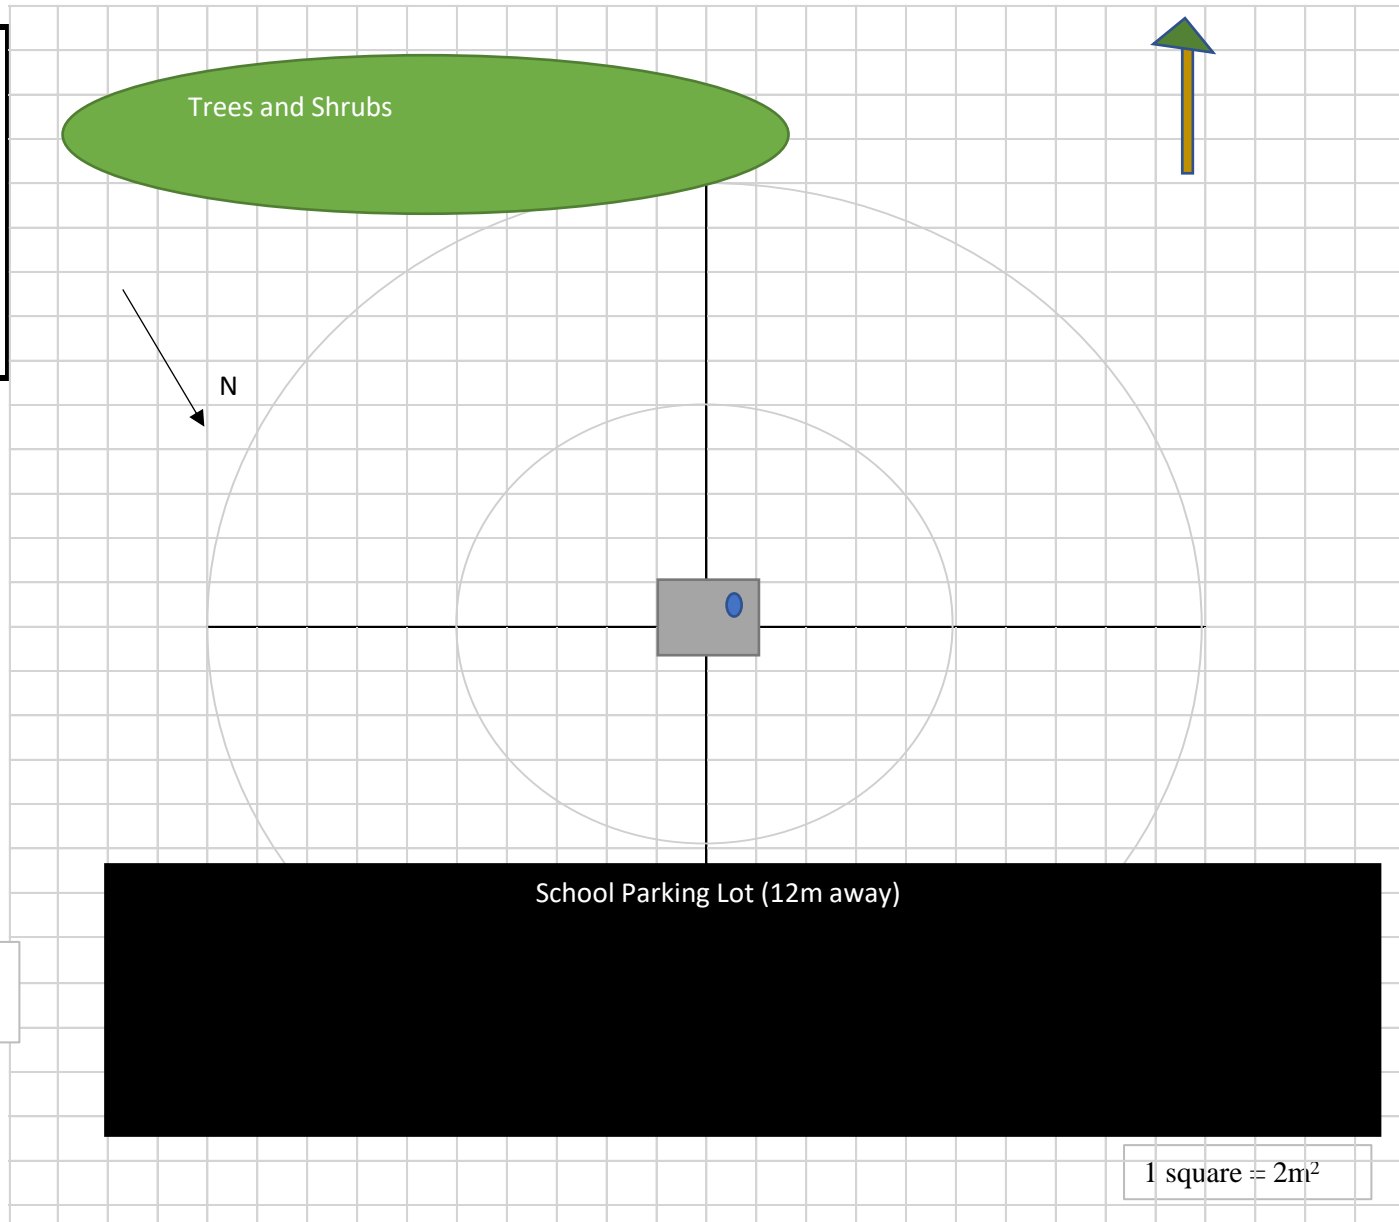 Trees and Shrubs
N
School Parking Lot (12m away)
1 square = 2m²